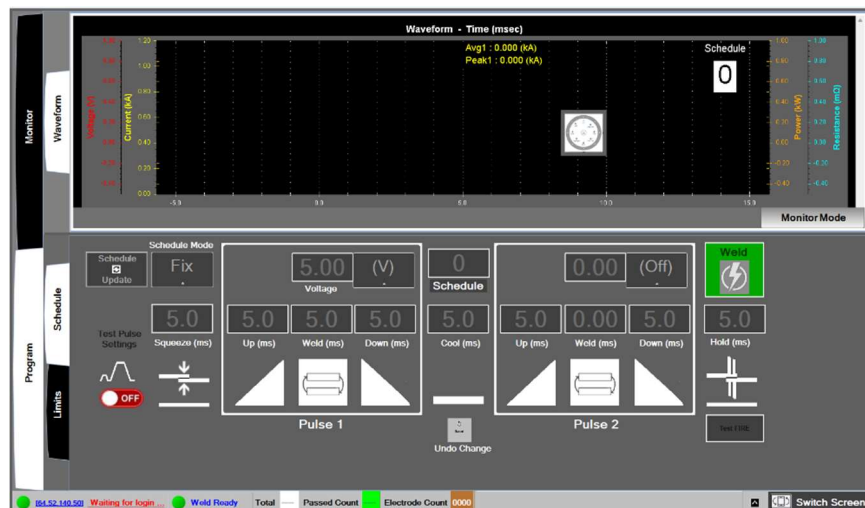 Waveform - Time (msec)
Avg1 : 0.000 (kA)
Peak1 : 0.000 (kA)
Schedule
0
Monitor
Waveform
Voltage (V)
Current (kA)
1.20
1.00
0.80
0.60
0.40
0.20
0.00
Power (kW)
Resistance (mΩ)
-5.0
10.0
15.0
Monitor Mode
Program
Schedule
Limits
Schedule
Update
Schedule Mode
Fix
5.00
(V)
Voltage
0
Schedule
0.00
(Off)
Weld
Test Pulse
Settings
OFF
5.0
Squeeze (ms)
5.0
Up (ms)
5.0
Weld (ms)
5.0
Down (ms)
5.0
Cool (ms)
5.0
Up (ms)
0.00
Weld (ms)
5.0
Down (ms)
5.0
Hold (ms)
Pulse 1
Pulse 2
Undo Change
Test FIRE
[64.52.140.50]
Waiting for login ...
Weld Ready
Total
Passed Count
Electrode Count
0000
Switch Screen